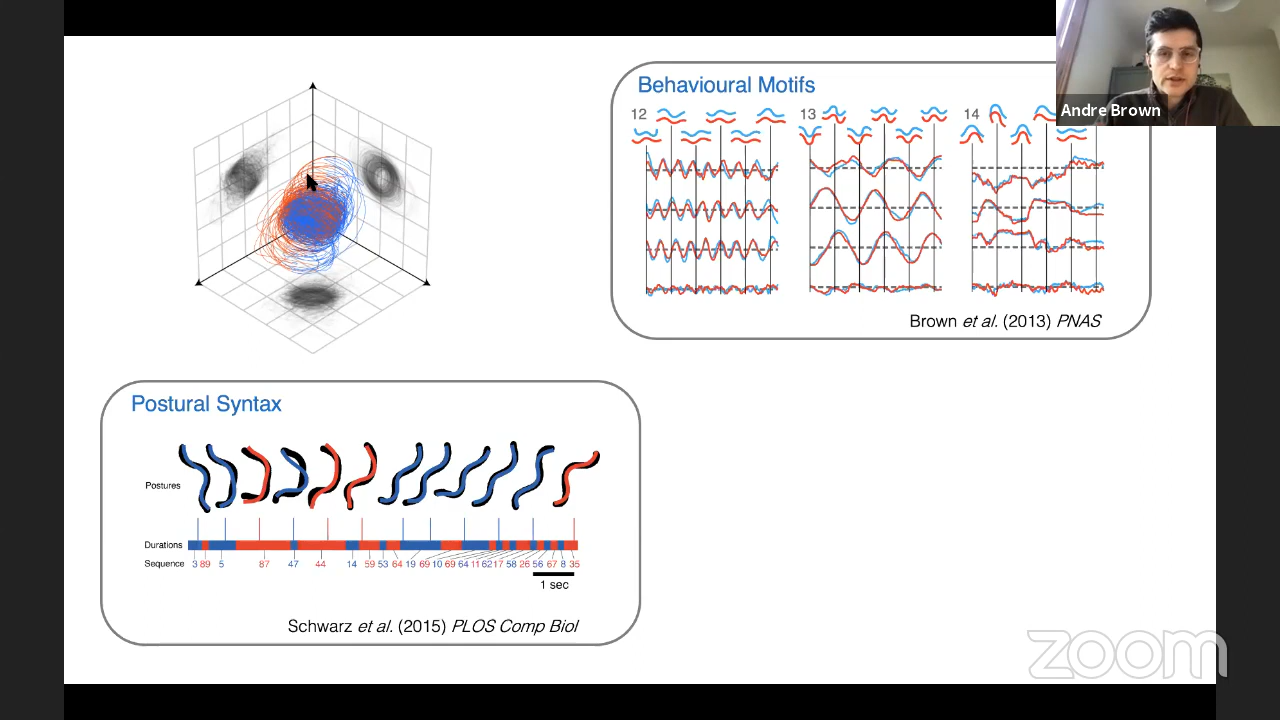 Behavioural Motifs
12
13
14
Andre Brown
Brown et al. (2013) PNAS
Postural Syntax
Postures
Durations
Sequence
3 89 5 87 47 44 14 59 53 64 19 69 10 69 64 11 62 17 58 26 56 67 8 35
1 sec
Schwarz et al. (2015) PLOS Comp Biol
zoom